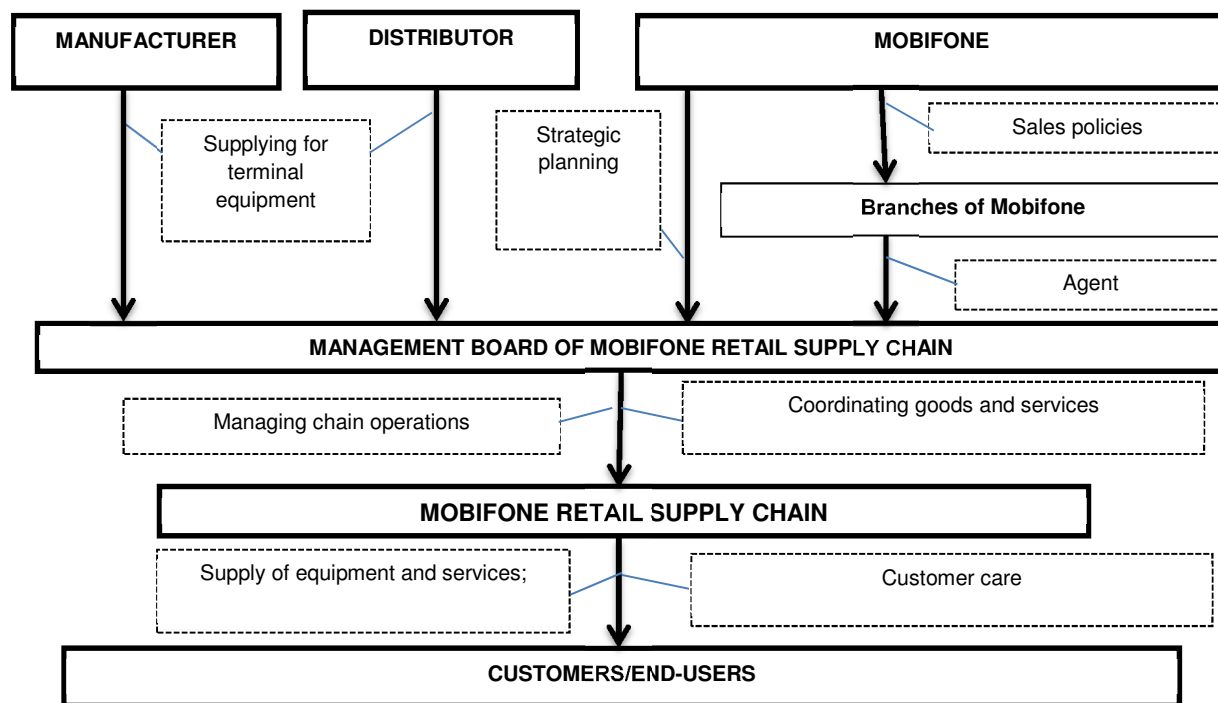 MANUFACTURER
DISTRIBUTOR
MOBIFONE
Supplying for
terminal
equipment
Strategic
planning
Sales policies
Branches of Mobifone
Agent
MANAGEMENT BOARD OF MOBIFONE RETAIL SUPPLY CHAIN
Managing chain operations
Coordinating goods and services
MOBIFONE RETAIL SUPPLY CHAIN
Supply of equipment and services;
Customer care
CUSTOMERS/END-USERS